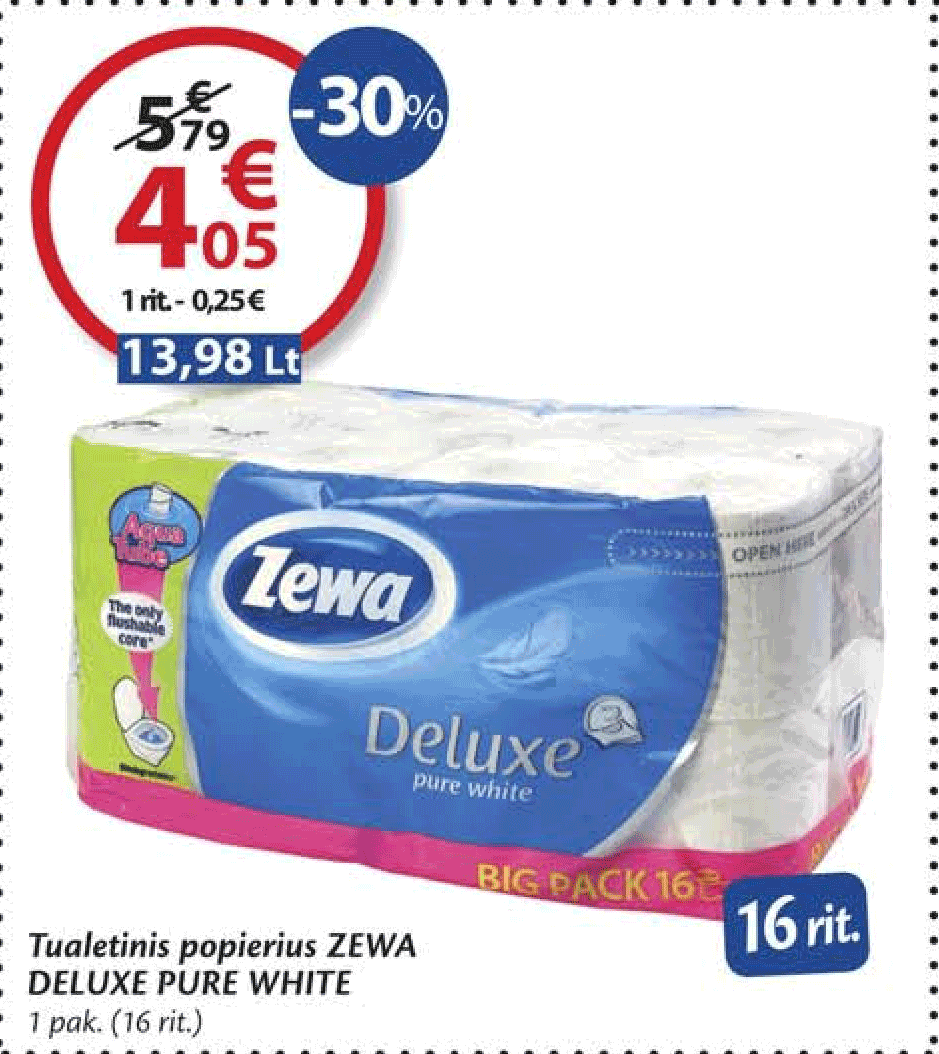 5 € 79
-30%
4 € 05
1 rit. - 0,25 €
13,98 Lt
Aqua
Tube
The only
flushable
core*
Zewa
OPEN HERE
Deluxe
pure white
BIG PACK 16
16 rit.
Tualetinis popierius ZEWA
DELUXE PURE WHITE
1 pak. (16 rit.)